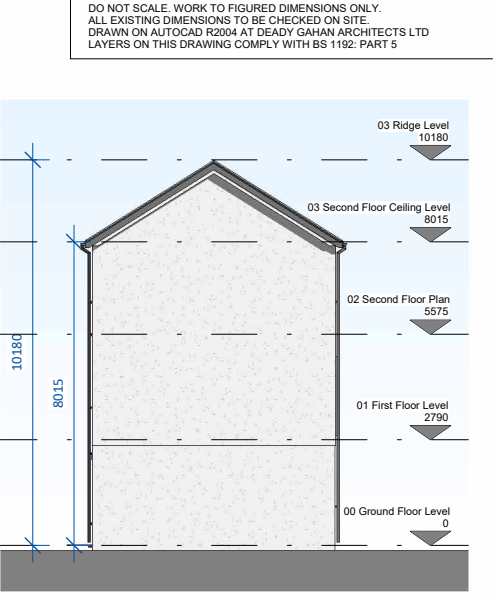 DO NOT SCALE. WORK TO FIGURED DIMENSIONS ONLY.
ALL EXISTING DIMENSIONS TO BE CHECKED ON SITE.
DRAWN ON AUTOCAD R2004 AT DEADY GAHAN ARCHITECTS LTD
LAYERS ON THIS DRAWING COMPLY WITH BS 1192: PART 5
03 Ridge Level
10180
03 Second Floor Ceiling Level
8015
02 Second Floor Plan
5575
10180
8015
01 First Floor Level
2790
00 Ground Floor Level
0